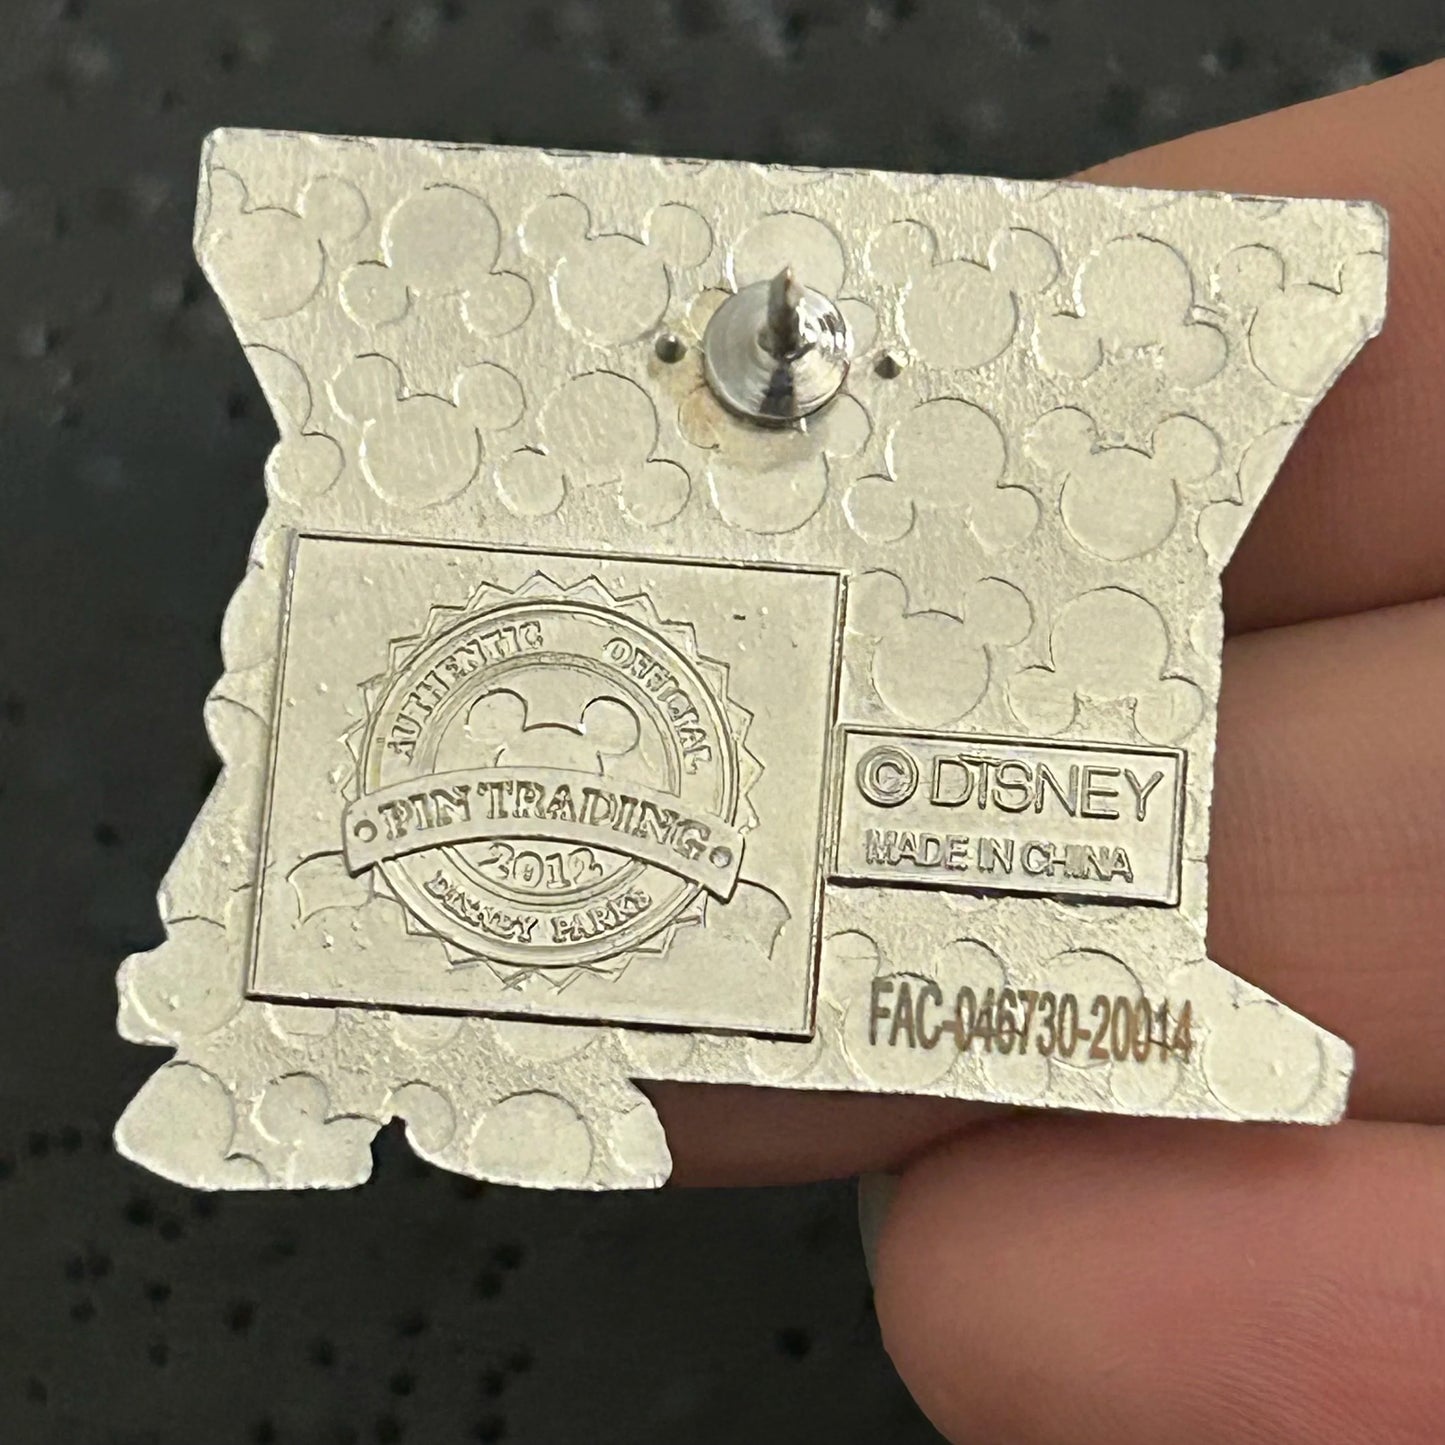 AUTHENTIC OFFICIAL
PIN TRADING
2012
DISNEY PARKS
© DISNEY
MADE IN CHINA
FAC-046730-20014